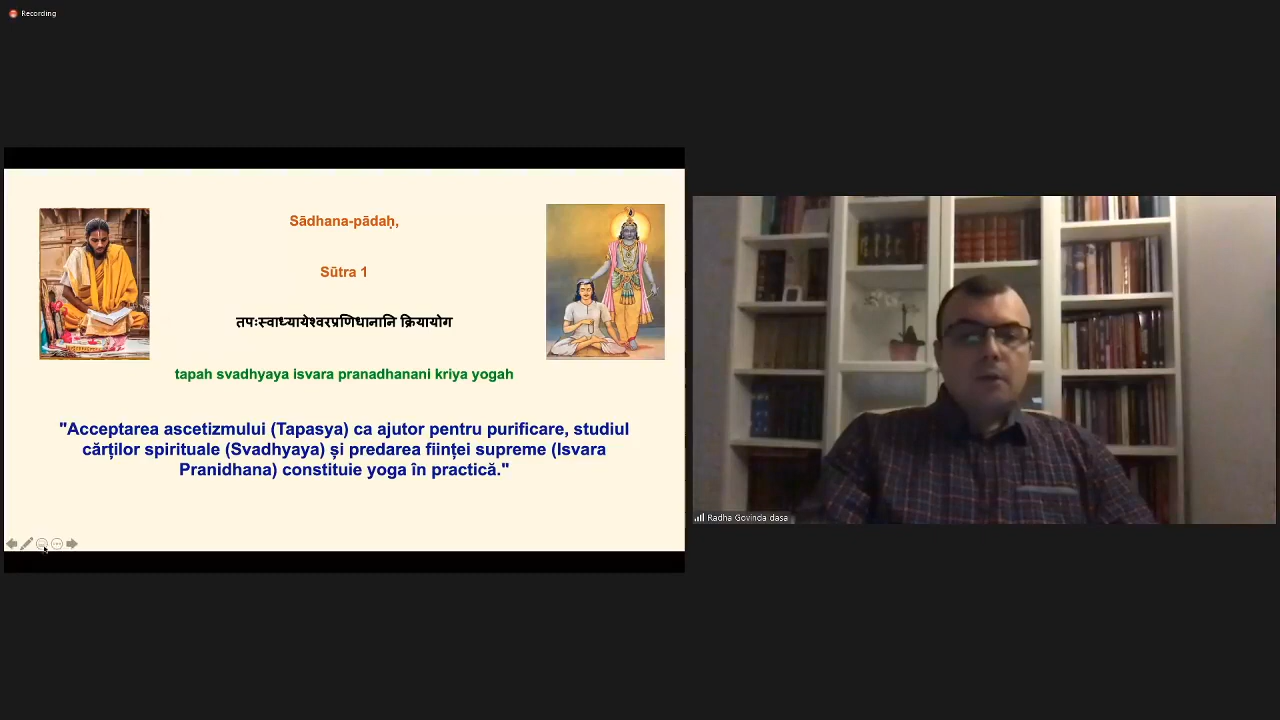 Recording
Sādhana-pādaḥ,
Sūtra 1
तपःस्वाध्यायेश्वरप्रणिधानानि क्रियायोग
tapah svadhyaya isvara pranadhanani kriya yogah
"Acceptarea ascetizmului (Tapasya) ca ajutor pentru purificare, studiul
cărților spirituale (Svadhyaya) și predarea ființei supreme (Isvara
Pranidhana) constituie yoga în practică."
Radha Govinda dasa